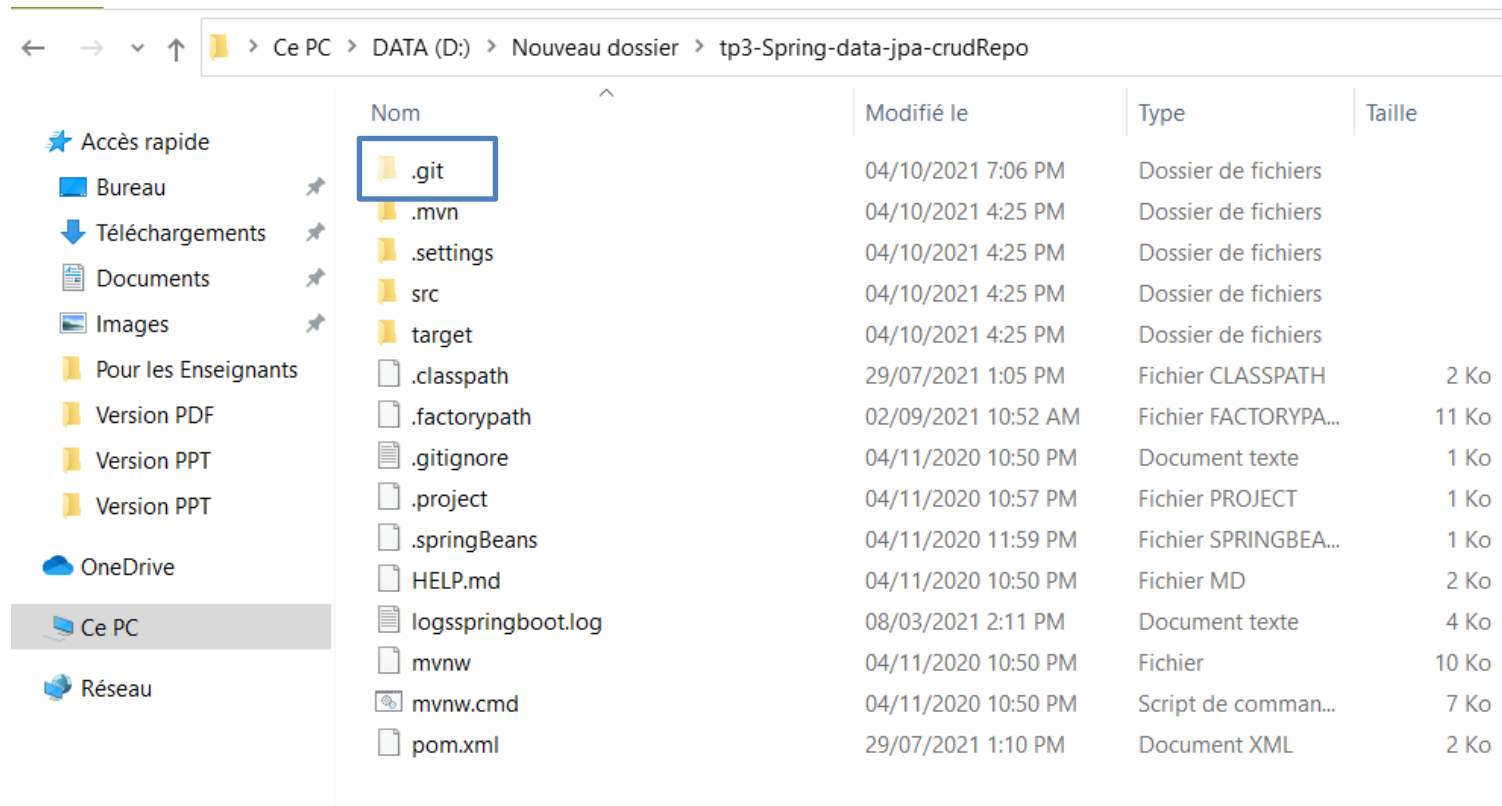 Ce PC > DATA (D:) > Nouveau dossier > tp3-Spring-data-jpa-crudRepo
Accès rapide
Bureau
Téléchargements
Documents
Images
Pour les Enseignants
Version PDF
Version PPT
Version PPT
OneDrive
Ce PC
Réseau
Nom Modifié le Type Taille
.git 04/10/2021 7:06 PM Dossier de fichiers
.mvn 04/10/2021 4:25 PM Dossier de fichiers
.settings 04/10/2021 4:25 PM Dossier de fichiers
src 04/10/2021 4:25 PM Dossier de fichiers
target 04/10/2021 4:25 PM Dossier de fichiers
.classpath 29/07/2021 1:05 PM Fichier CLASSPATH 2 Ko
.factorypath 02/09/2021 10:52 AM Fichier FACTORYPA... 11 Ko
.gitignore 04/11/2020 10:50 PM Document texte 1 Ko
.project 04/11/2020 10:57 PM Fichier PROJECT 1 Ko
.springBeans 04/11/2020 11:59 PM Fichier SPRINGBEA... 1 Ko
HELP.md 04/11/2020 10:50 PM Fichier MD 2 Ko
logsspringboot.log 08/03/2021 2:11 PM Document texte 4 Ko
mvnw 04/11/2020 10:50 PM Fichier 10 Ko
mvnw.cmd 04/11/2020 10:50 PM Script de comman... 7 Ko
pom.xml 29/07/2021 1:10 PM Document XML 2 Ko